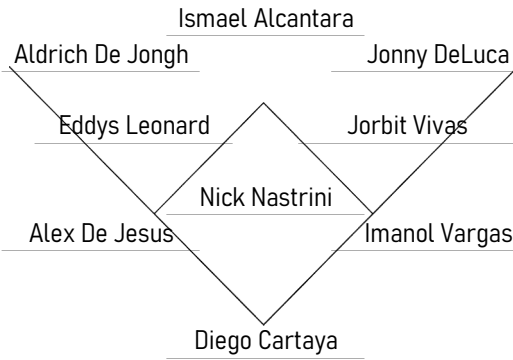 Ismael Alcantara
Aldrich De Jongh
Jonny DeLuca
Eddys Leonard
Jorbit Vivas
Nick Nastrini
Alex De Jesus
Imanol Vargas
Diego Cartaya